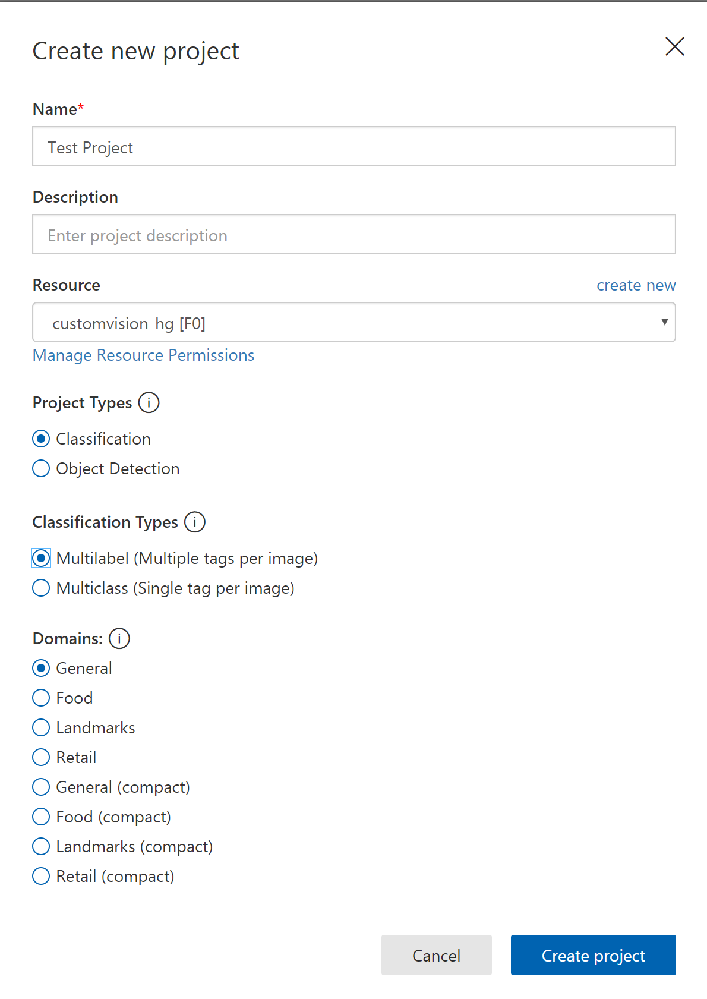 Create new project
Name*
Test Project
Description
Enter project description
Resource create new
customvision-hg [F0]
Manage Resource Permissions
Project Types i
Classification
Object Detection
Classification Types i
Multilabel (Multiple tags per image)
Multiclass (Single tag per image)
Domains: i
General
Food
Landmarks
Retail
General (compact)
Food (compact)
Landmarks (compact)
Retail (compact)
Cancel Create project